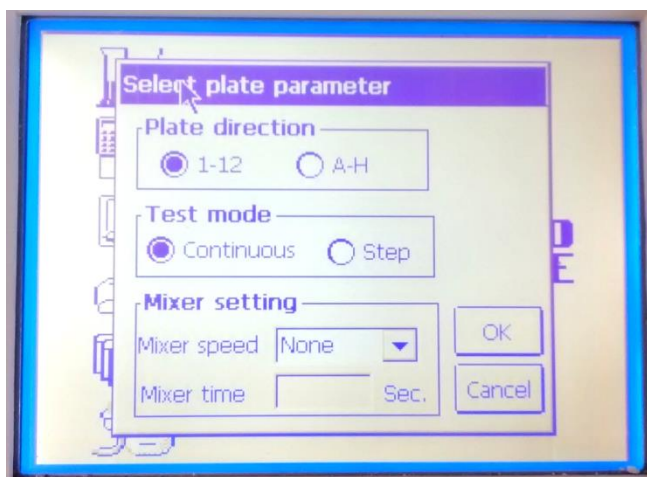 Select plate parameter
Plate direction
1-12 A-H
Test mode
Continuous Step
Mixer setting
Mixer speed None
OK
Mixer time Sec.
Cancel